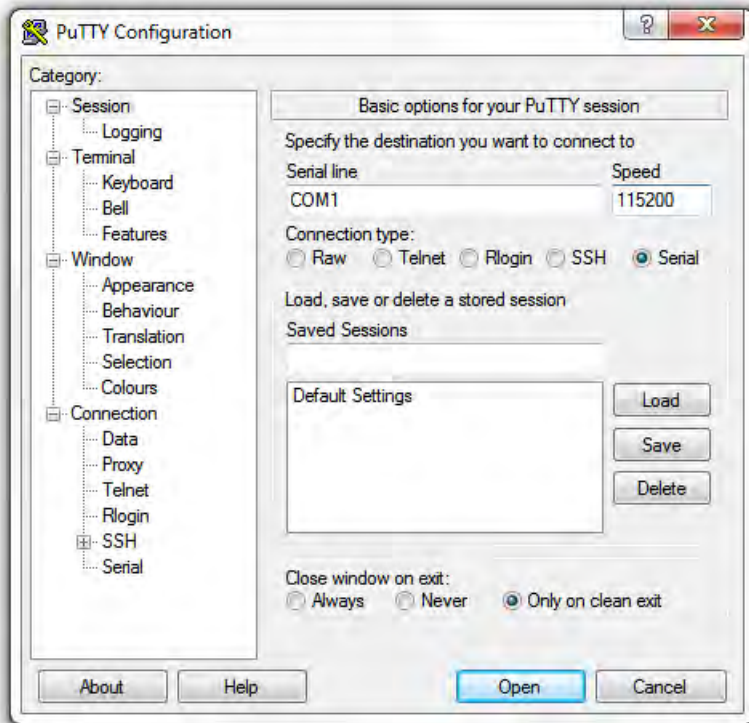 PuTTY Configuration
Category:
Session
Logging
Terminal
Keyboard
Bell
Features
Window
Appearance
Behaviour
Translation
Selection
Colours
Connection
Data
Proxy
Telnet
Rlogin
SSH
Serial
Basic options for your PuTTY session
Specify the destination you want to connect to
Serial line Speed
COM1 115200
Connection type:
Raw Telnet Rlogin SSH Serial
Load, save or delete a stored session
Saved Sessions
Default Settings
Load
Save
Delete
Close window on exit:
Always Never Only on clean exit
About Help Open Cancel